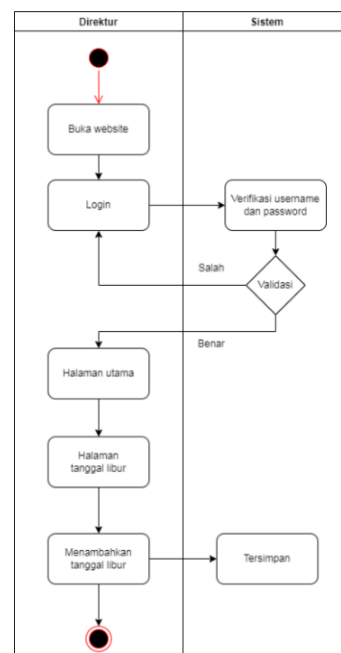 Direktur
Sistem
Buka website
Login
Verifikasi username
dan password
Salah
Validasi
Benar
Halaman utama
Halaman
tanggal libur
Menambahkan
tanggal libur
Tersimpan